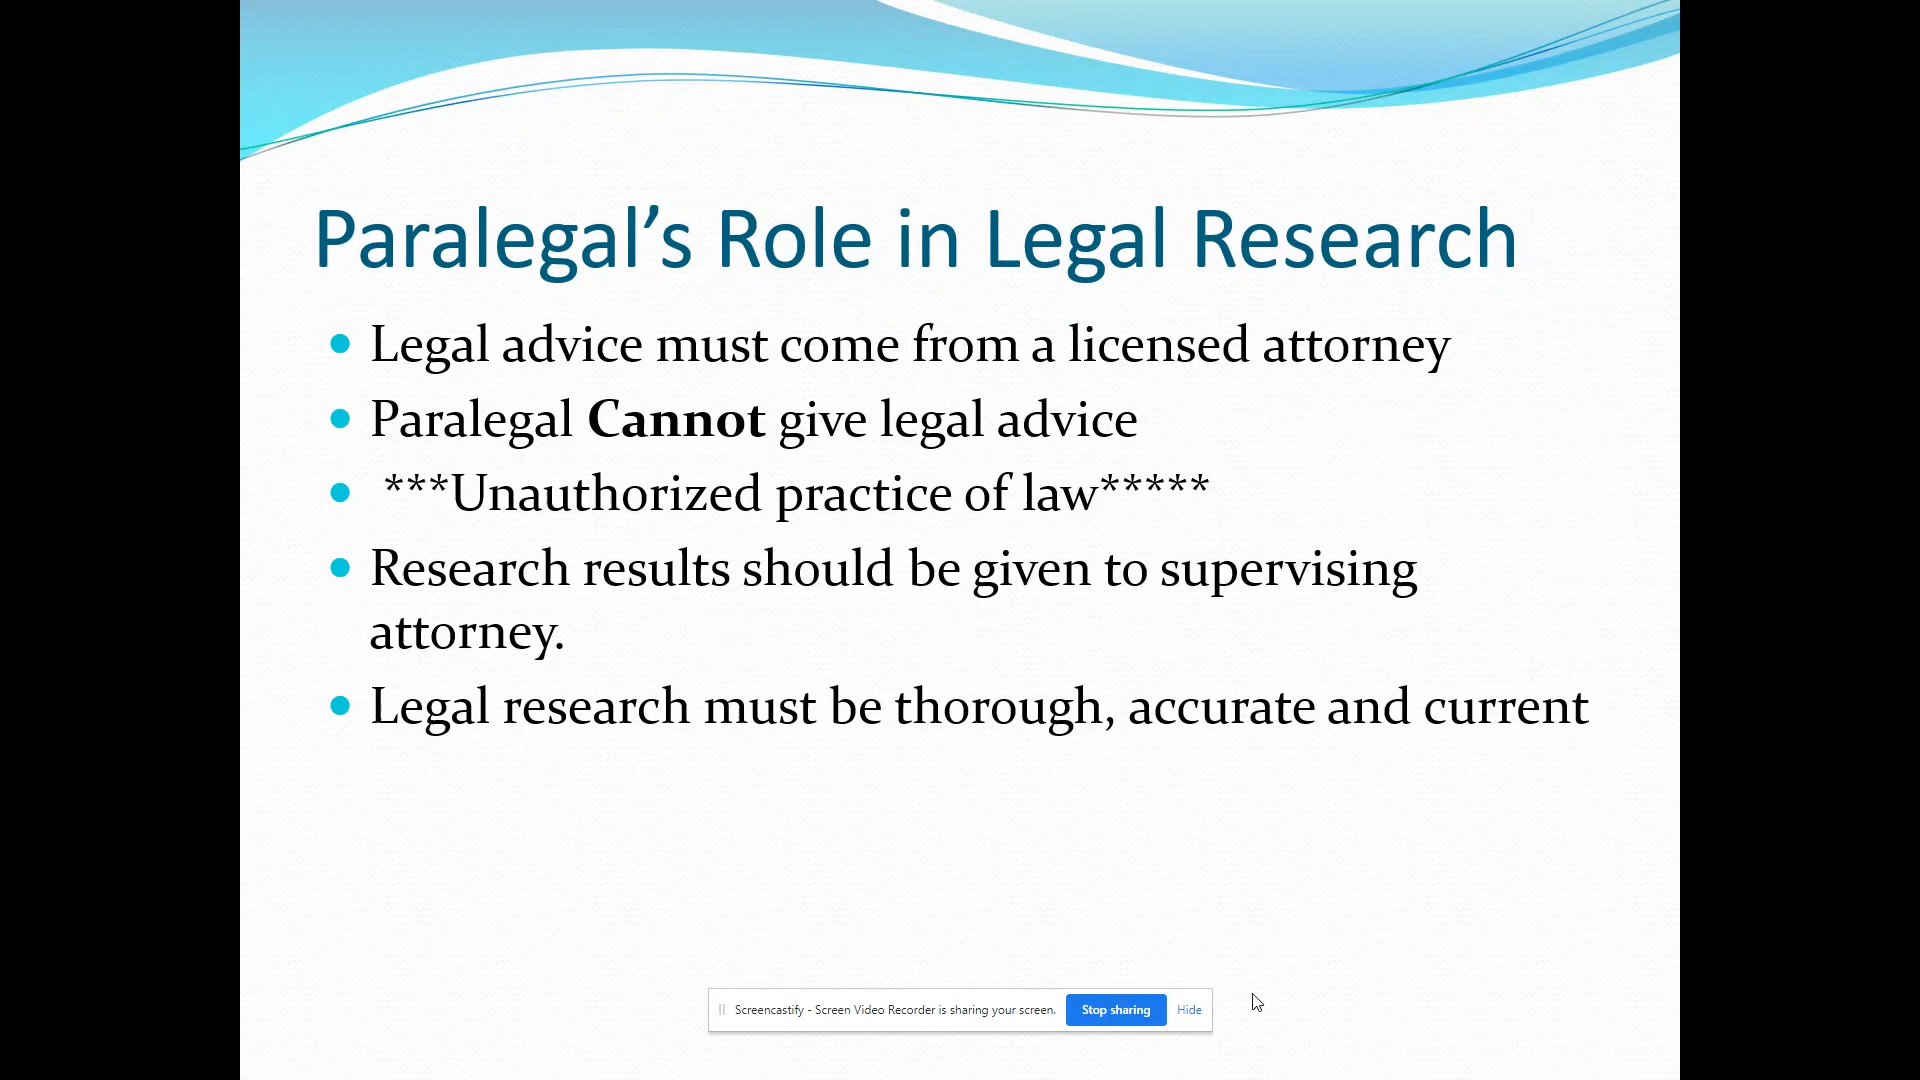 Paralegal’s Role in Legal Research
• Legal advice must come from a licensed attorney
• Paralegal Cannot give legal advice
• ***Unauthorized practice of law*****
• Research results should be given to supervising
attorney.
• Legal research must be thorough, accurate and current
Screencastify - Screen Video Recorder is sharing your screen. Stop sharing Hide